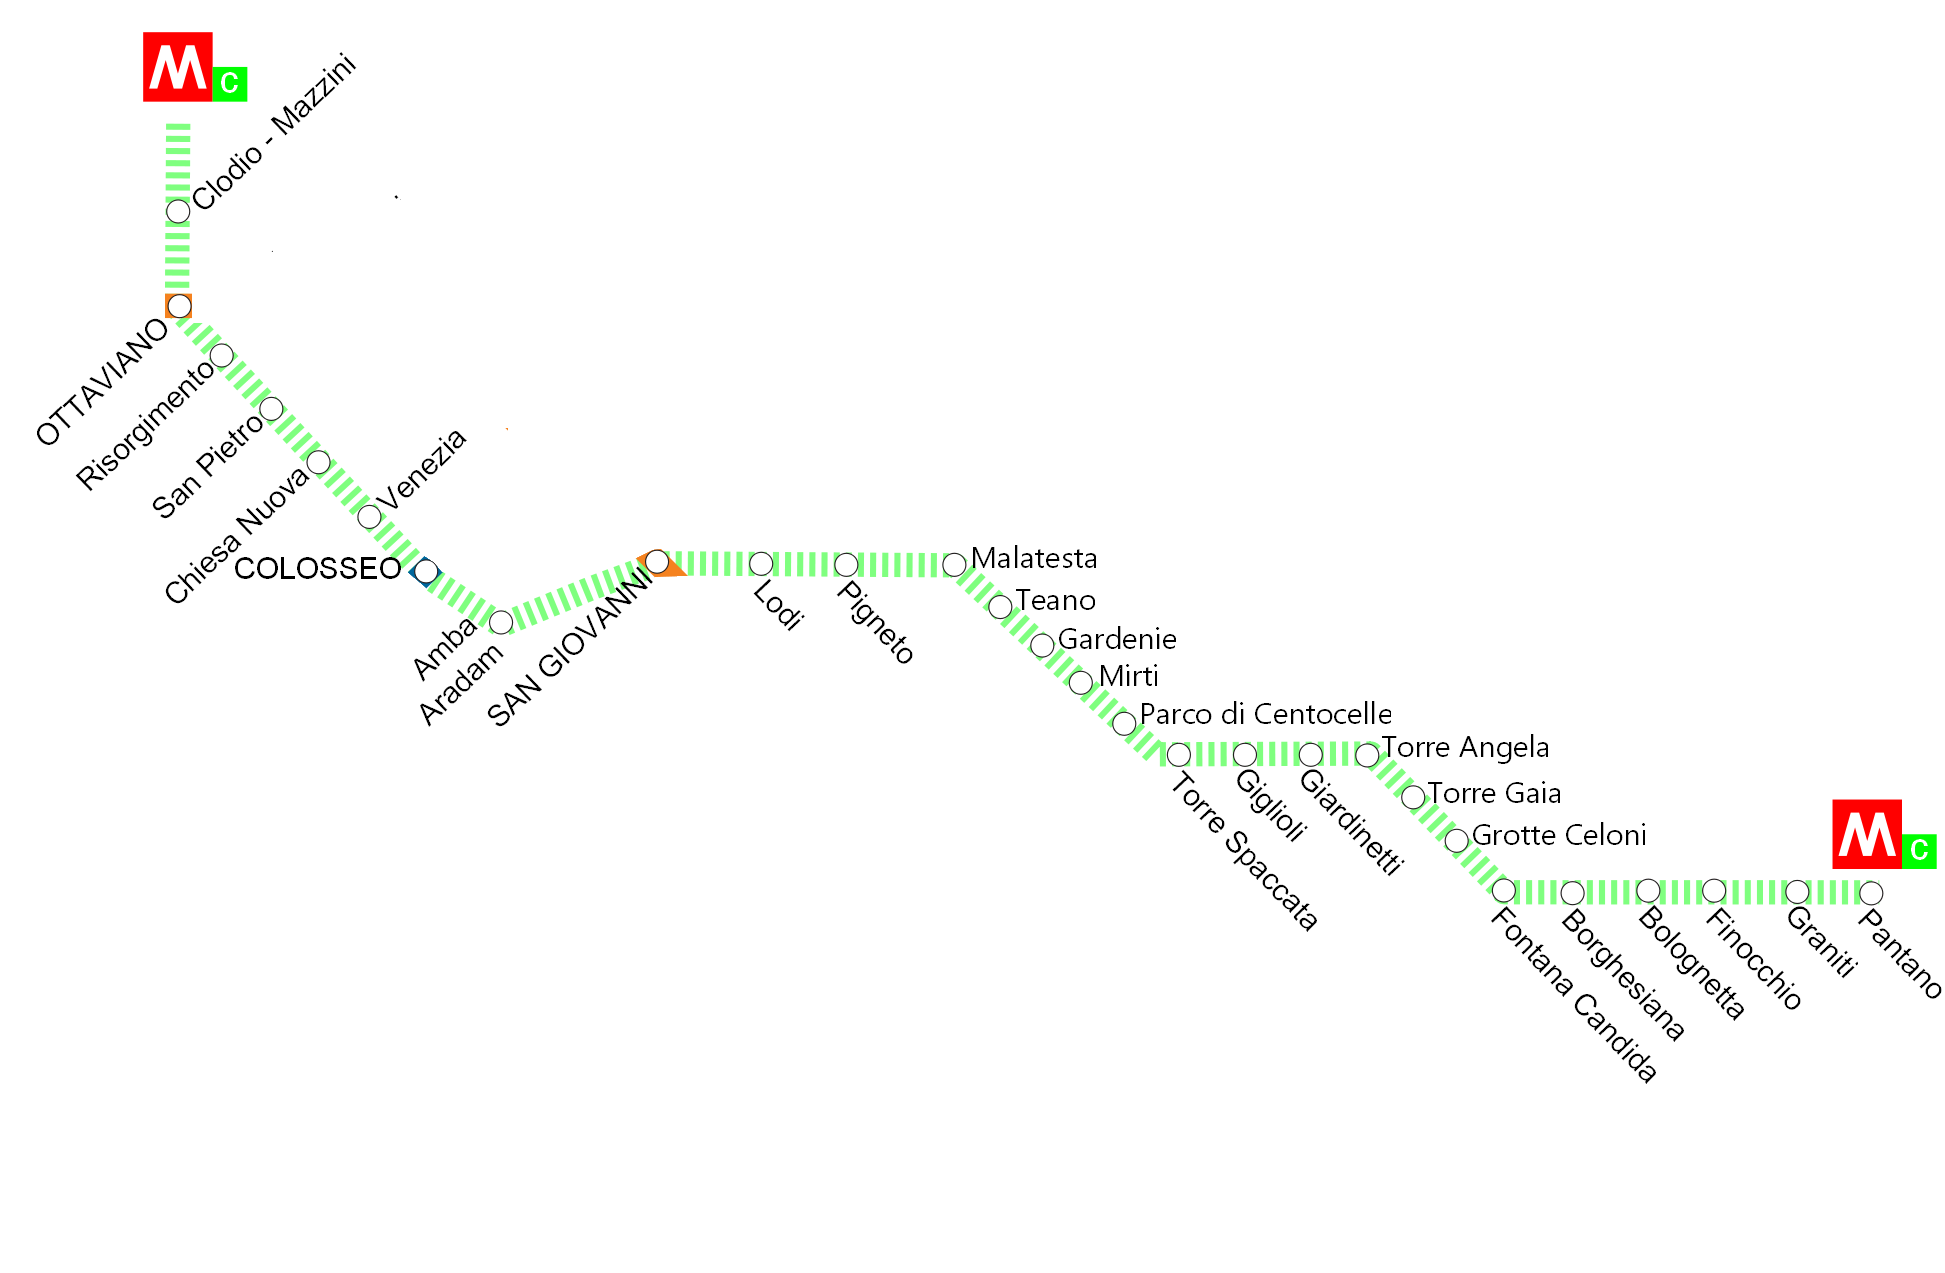 M
C
Clodio - Mazzini
OTTAVIANO
Risorgimento
San Pietro
Chiesa Nuova
Venezia
COLOSSEO
Amba
Aradam
SAN GIOVANNI
Lodi
Pigneto
Malatesta
Teano
Gardenie
Mirti
Parco di Centocelle
Torre Spaccata
Giglioli
Giardinetti
Torre Angela
Torre Gaia
Grotte Celoni
Fontana Candida
Borghesiana
Bolognetta
Finocchio
Graniti
Pantano
M
C